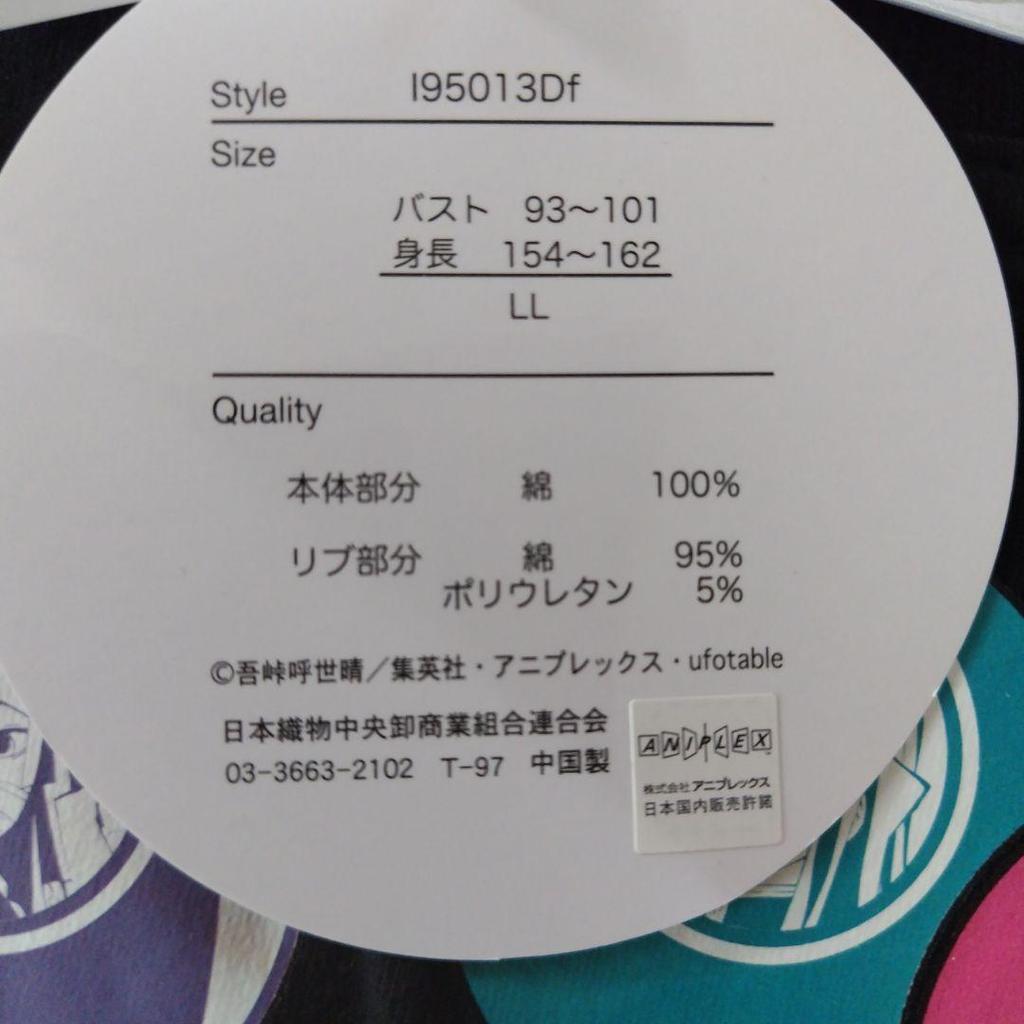 Style I95013Df
Size
バスト 93〜101
身長 154〜162
LL
Quality
本体部分 綿 100%
リブ部分 綿 95%
ポリウレタン 5%
©吾峠呼世晴／集英社・アニプレックス・ufotable
日本織物中央卸商業組合連合会
03-3663-2102 T-97 中国製
ANIPLEX
株式会社 アニプレックス
日本国内販売許諾